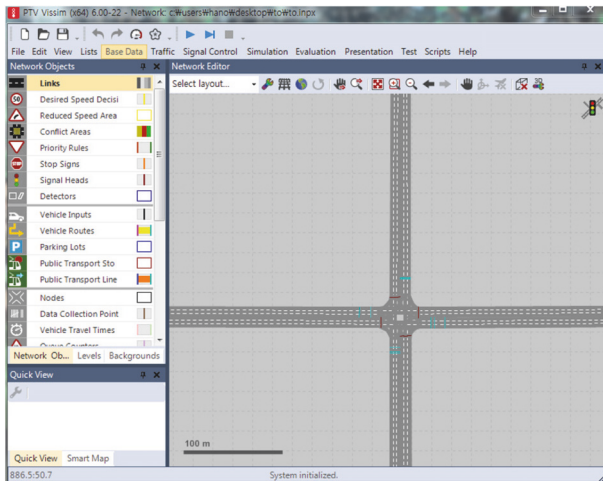 PTV Vissim (x64) 6.00-22 - Network: c:₩users₩hano₩desktop₩to₩to.inpx
File Edit View Lists Base Data Traffic Signal Control Simulation Evaluation Presentation Test Scripts Help
Network Objects
Network Editor
Select layout...
Links
Desired Speed Decisi
Reduced Speed Area
Conflict Areas
Priority Rules
Stop Signs
Signal Heads
Detectors
Vehicle Inputs
Vehicle Routes
Parking Lots
Public Transport Sto
Public Transport Line
Nodes
Data Collection Point
Vehicle Travel Times
Queue Counters
Network Ob... Levels Backgrounds
Quick View
100 m
Quick View Smart Map
886.5:50.7
System initialized.